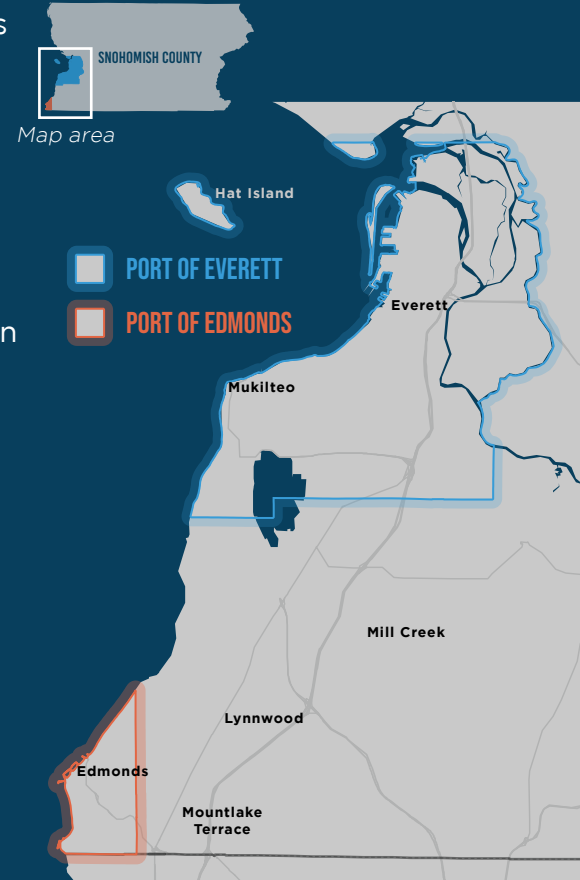 s
SNOHOMISH COUNTY
Map area
Hat Island
PORT OF EVERETT
PORT OF EDMONDS
n
Everett
Mukilteo
Mill Creek
Lynnwood
Edmonds
Mountlake
Terrace